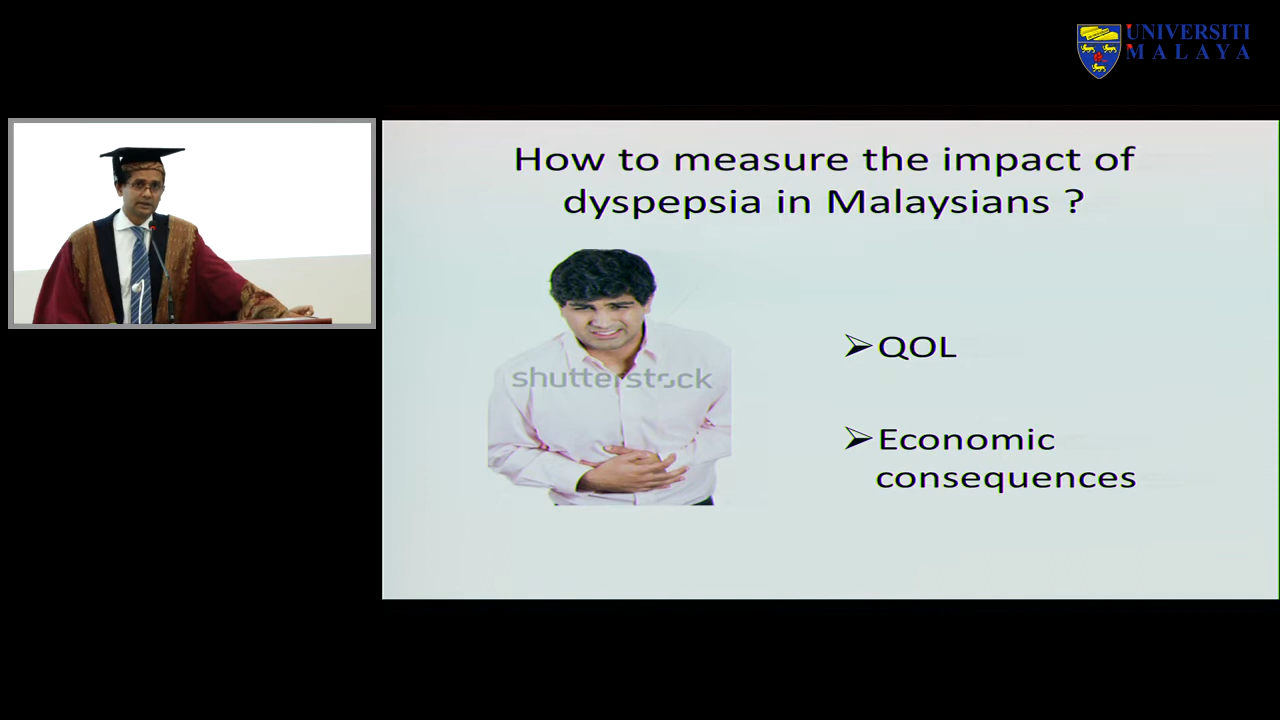 UNIVERSITI
MALAYA
How to measure the impact of
dyspepsia in Malaysians ?
shutterstock
➢QOL
➢Economic
consequences